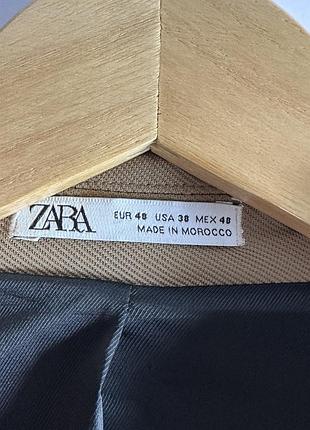 ZARA
EUR 48 USA 38 MEX 48
MADE IN MOROCCO